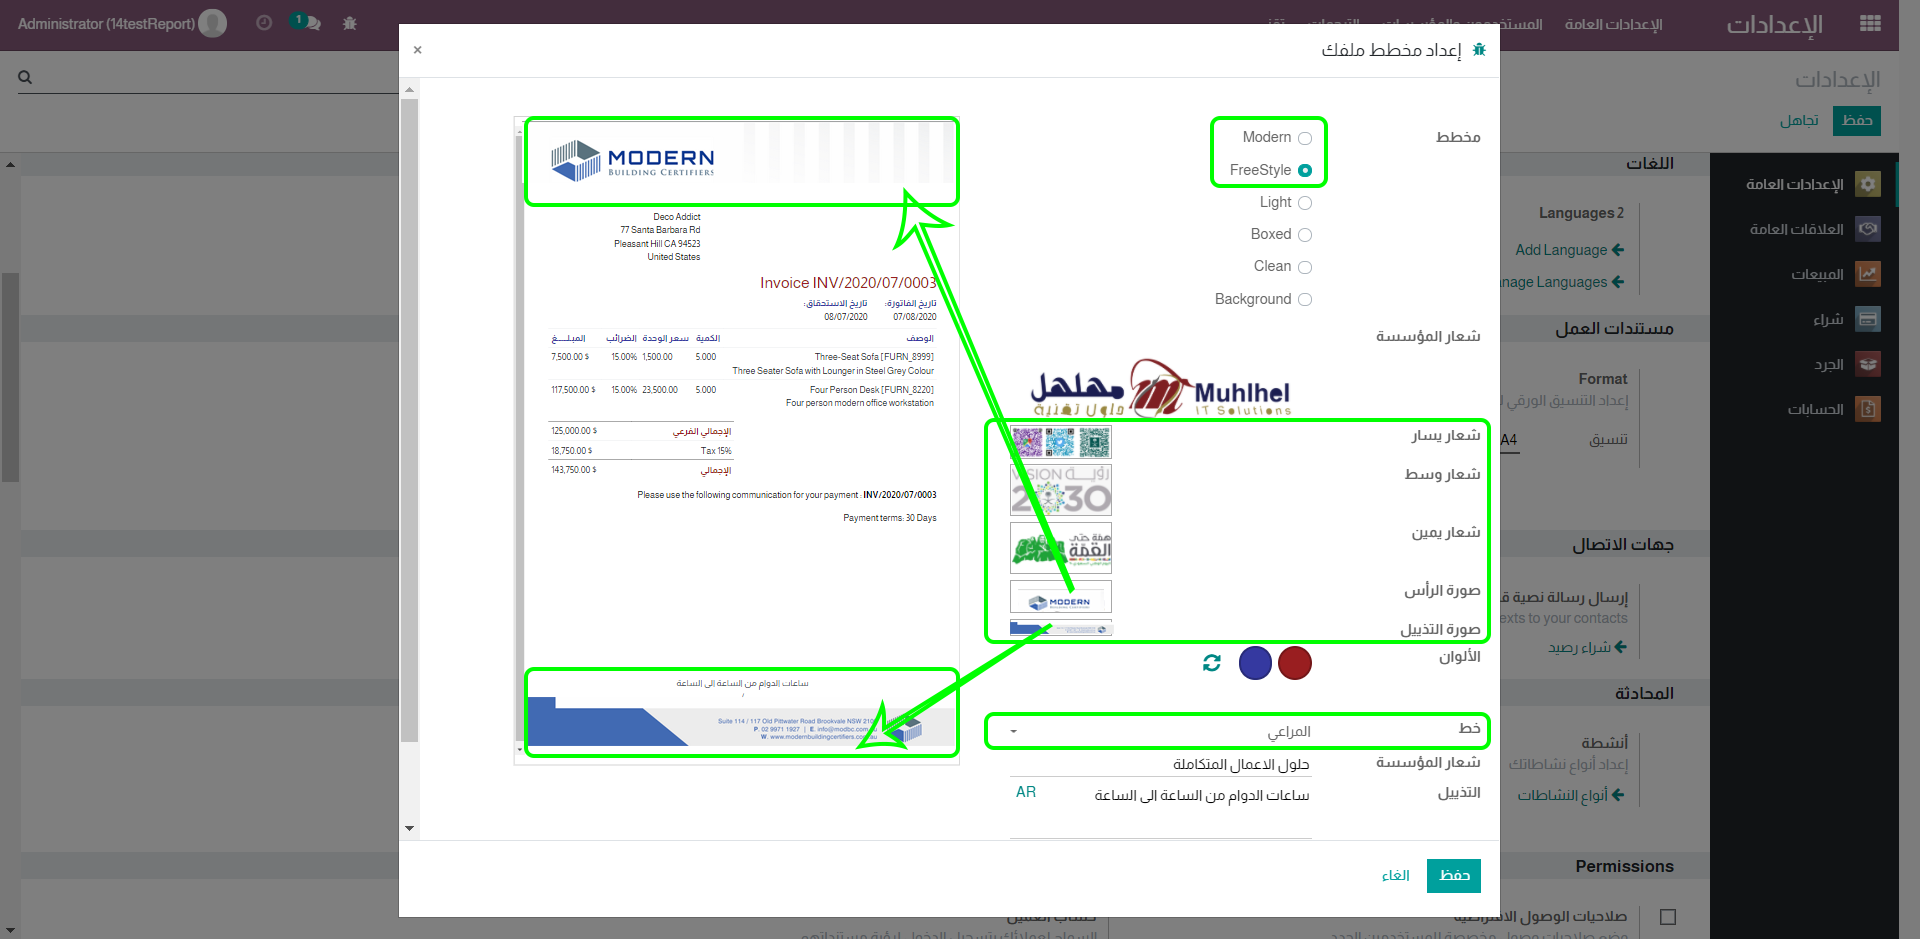 Administrator (14testReport)
1
المستخدمون والمؤسسات
الإعدادات العامة
الإعدادات
الإعدادات
حفظ
تجاهل
إعداد مخطط ملفك
×
مخطط
Modern
FreeStyle
Light
Boxed
Clean
Background
شعار المؤسسة
مهلهل
حلول تقنية
Muhlhel
IT Solutions
شعار يسار
شعار وسط
VISION رؤيـــة
2030
شعار يمين
همة حتى
القمة
صورة الرأس
MODERN
صورة التذييل
الألوان
خط
المراعي
شعار المؤسسة
حلول الاعمال المتكاملة
التذييل
ساعات الدوام من الساعة الى الساعة
AR
حفظ
الغاء
MODERN
BUILDING CERTIFIERS
Deco Addict
77 Santa Barbara Rd
Pleasant Hill CA 94523
United States
Invoice INV/2020/07/0003
تاريخ الفاتورة: تاريخ الاستحقاق:
07/08/2020 08/07/2020
الوصف الكمية سعر الوحدة الضرائب المبلـــــغ
[FURN_8999] Three-Seat Sofa 5.000 1,500.00 15.00% 7,500.00 $
Three Seater Sofa with Lounger in Steel Grey Colour
[FURN_8220] Four Person Desk 5.000 23,500.00 15.00% 117,500.00 $
Four person modern office workstation
الإجمالي الفرعي 125,000.00 $
Tax 15% 18,750.00 $
الإجمالي 143,750.00 $
Please use the following communication for your payment : INV/2020/07/0003
Payment terms: 30 Days
ساعات الدوام من الساعة الى الساعة
/
Suite 114 / 117 Old Pittwater Road Brookvale NSW 210
P. 02 9971 1927 | E. info@modbc.com
W. www.modernbuildingcertifiers.com.au
اللغات
Languages 2
Add Language
nage Languages
مستندات العمل
Format
إعداد التنسيق الورقي
تنسيق
A4
جهات الاتصال
إرسال رسالة نصية
exts to your contacts
شراء رصيد
المحادثة
أنشطة
إعداد أنواع نشاطاتك
أنواع النشاطات
Permissions
صلاحيات الوصول الافتراضية
الإعدادات العامة
العلاقات العامة
المبيعات
شراء
الجرد
الحسابات